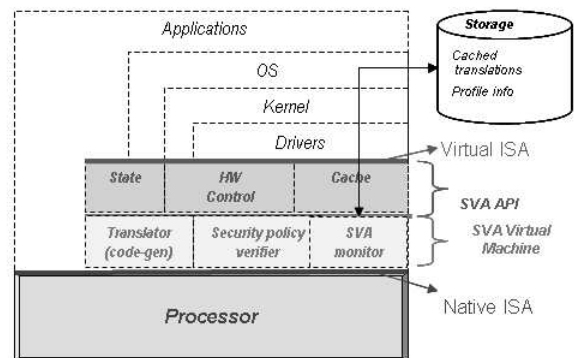 Applications
OS
Kernel
Drivers
Storage
Cached
translations
Profile info
Virtual ISA
State
HW
Control
Cache
SVA API
Translator
(code-gen)
Security policy
verifier
SVA
monitor
SVA Virtual
Machine
Native ISA
Processor